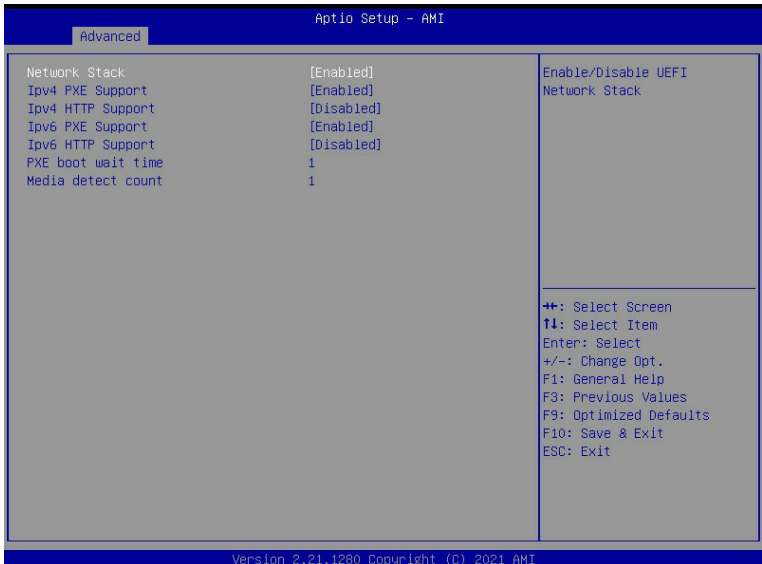 Aptio Setup – AMI
Advanced
Network Stack [Enabled]
Ipv4 PXE Support [Enabled]
Ipv4 HTTP Support [Disabled]
Ipv6 PXE Support [Enabled]
Ipv6 HTTP Support [Disabled]
PXE boot wait time 1
Media detect count 1
Enable/Disable UEFI
Network Stack
→←: Select Screen
↑↓: Select Item
Enter: Select
+/-: Change Opt.
F1: General Help
F3: Previous Values
F9: Optimized Defaults
F10: Save & Exit
ESC: Exit
Version 2.21.1280 Copyright (C) 2021 AMI